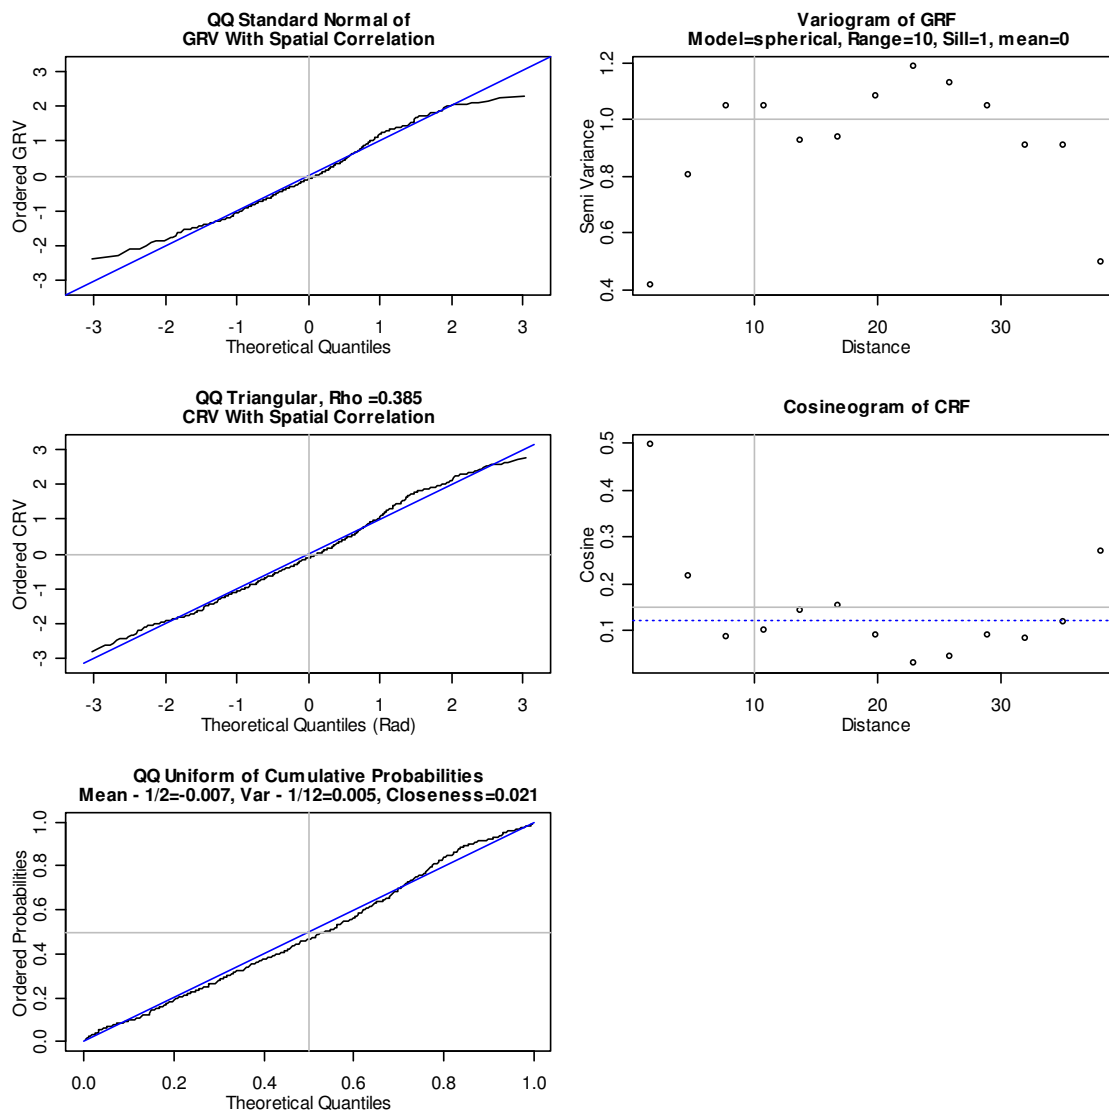 QQ Standard Normal of
GRV With Spatial Correlation
Ordered GRV
3
2
1
0
-1
-2
-3
-3 -2 -1 0 1 2 3
Theoretical Quantiles
Variogram of GRF
Model=spherical, Range=10, Sill=1, mean=0
Semi Variance
1.2
1.0
0.8
0.6
0.4
10 20 30
Distance
QQ Triangular, Rho =0.385
CRV With Spatial Correlation
Ordered CRV
3
2
1
0
-1
-2
-3
-3 -2 -1 0 1 2 3
Theoretical Quantiles (Rad)
Cosineogram of CRF
Cosine
0.5
0.4
0.3
0.2
0.1
10 20 30
Distance
QQ Uniform of Cumulative Probabilities
Mean - 1/2=-0.007, Var - 1/12=0.005, Closeness=0.021
Ordered Probabilities
1.0
0.8
0.6
0.4
0.2
0.0
0.0 0.2 0.4 0.6 0.8 1.0
Theoretical Quantiles